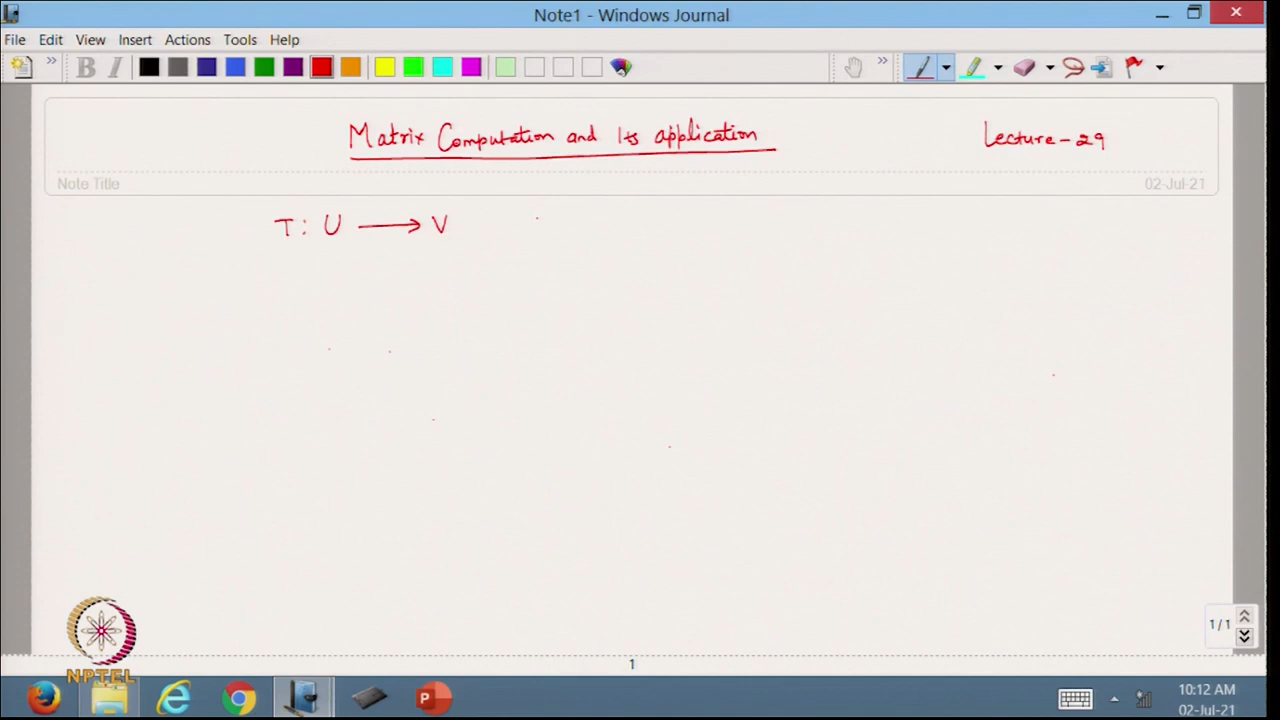 Note1 - Windows Journal
File Edit View Insert Actions Tools Help
B I
Matrix Computation and Its application
Lecture-29
Note Title
02-Jul-21
T: U ⟶ V
1 / 1
NPTEL
1
10:12 AM
02-Jul-21